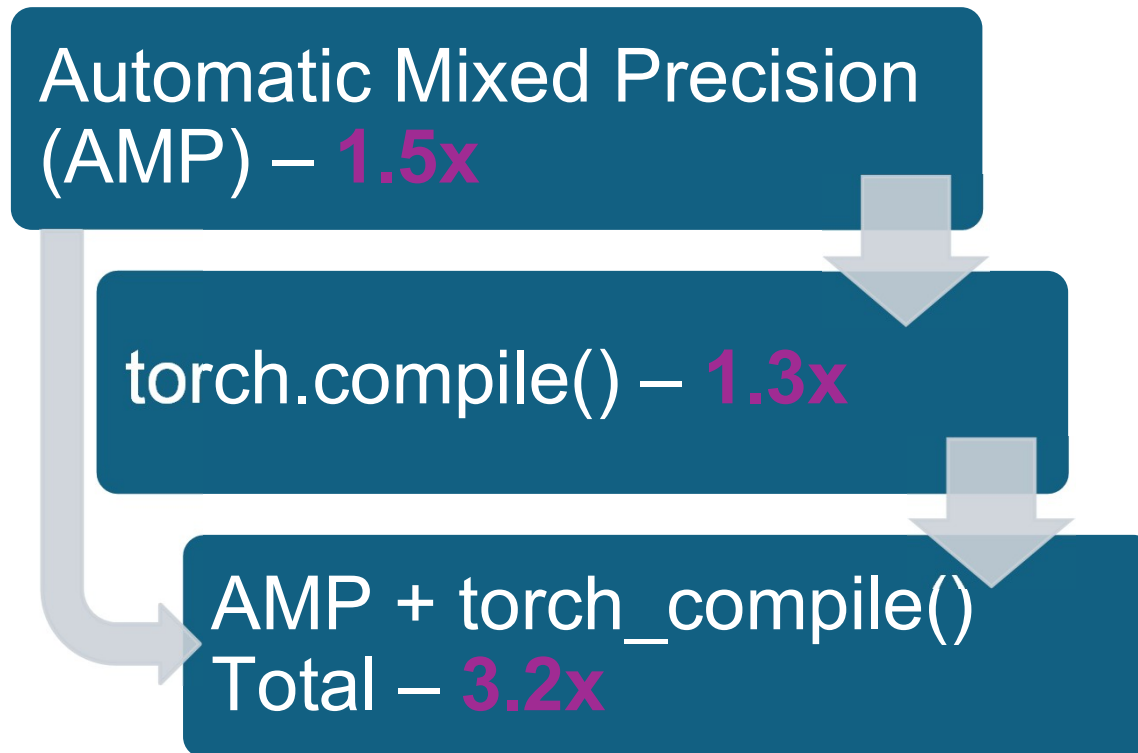 Automatic Mixed Precision
(AMP) – 1.5x
torch.compile() – 1.3x
AMP + torch_compile()
Total – 3.2x